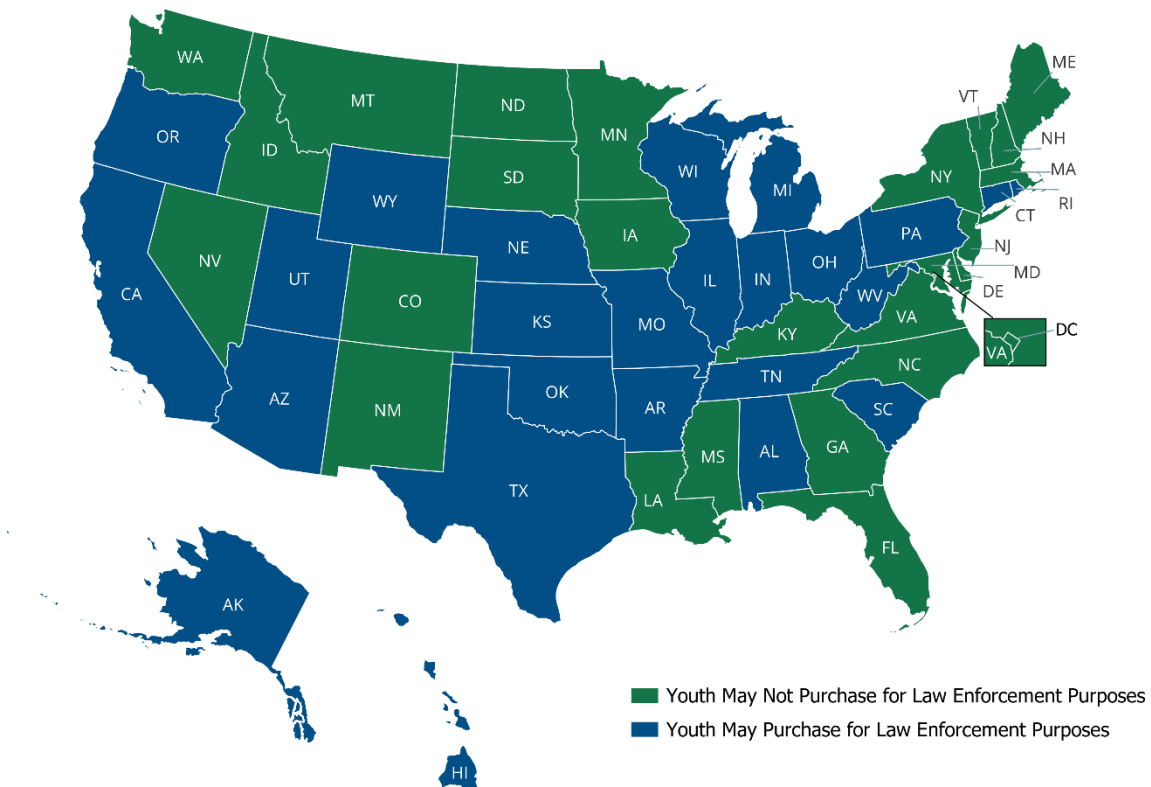 WA
MT
ND
MN
VT
ME
OR
ID
SD
WI
MI
NY
NH
MA
WY
RI
CT
IA
NE
PA
NJ
NV
UT
CO
IL
IN
OH
MD
CA
DE
WV
KS
MO
VA
KY
DC
VA
NC
TN
AZ
NM
OK
AR
SC
MS
AL
GA
TX
LA
FL
AK
HI
Youth May Not Purchase for Law Enforcement Purposes
Youth May Purchase for Law Enforcement Purposes